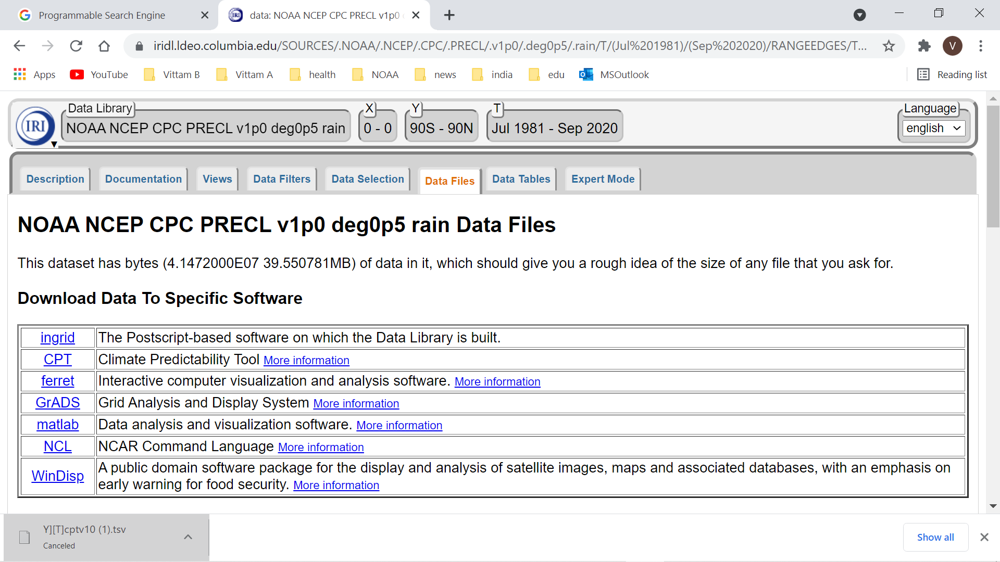 Programmable Search Engine
data: NOAA NCEP CPC PRECL v1p0
iridl.ldeo.columbia.edu/SOURCES/.NOAA/.NCEP/.CPC/.PRECL/.v1p0/.deg0p5/.rain/T/(Jul%201981)/(Sep%202020)/RANGEEDGES/T...
V
Apps YouTube Vittam B Vittam A health NOAA news india edu MSOutlook Reading list
IRI
Data Library X Y T Language
NOAA NCEP CPC PRECL v1p0 deg0p5 rain 0 - 0 90S - 90N Jul 1981 - Sep 2020 english
Description Documentation Views Data Filters Data Selection Data Files Data Tables Expert Mode
NOAA NCEP CPC PRECL v1p0 deg0p5 rain Data Files
This dataset has bytes (4.1472000E07 39.550781MB) of data in it, which should give you a rough idea of the size of any file that you ask for.
Download Data To Specific Software
ingrid The Postscript-based software on which the Data Library is built.
CPT Climate Predictability Tool More information
ferret Interactive computer visualization and analysis software. More information
GrADS Grid Analysis and Display System More information
matlab Data analysis and visualization software. More information
NCL NCAR Command Language More information
WinDisp A public domain software package for the display and analysis of satellite images, maps and associated databases, with an emphasis on
early warning for food security. More information
Y][T]cptv10 (1).tsv
Canceled
Show all